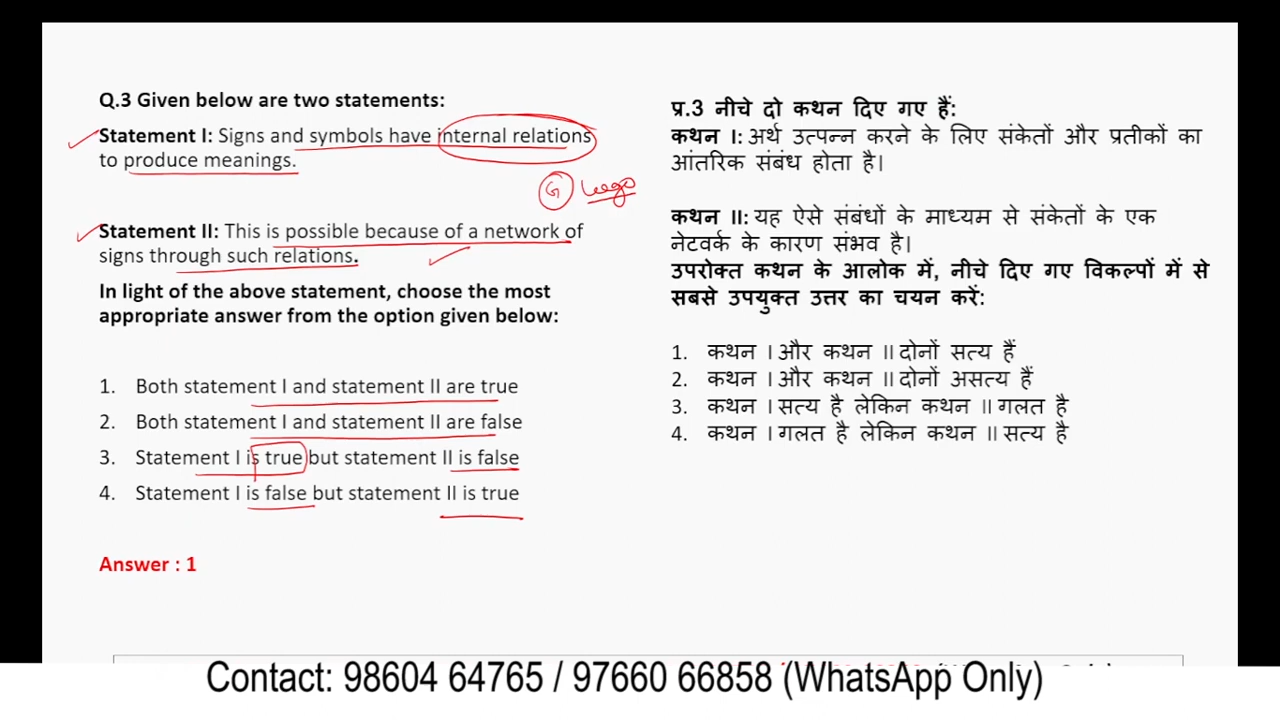 Q.3 Given below are two statements:
Statement I: Signs and symbols have internal relations
to produce meanings.
G logo
Statement II: This is possible because of a network of
signs through such relations.
In light of the above statement, choose the most
appropriate answer from the option given below:
1. Both statement I and statement II are true
2. Both statement I and statement II are false
3. Statement I is true but statement II is false
4. Statement I is false but statement II is true
Answer : 1
प्र.3 नीचे दो कथन दिए गए हैं:
कथन I: अर्थ उत्पन्न करने के लिए संकेतों और प्रतीकों का
आंतरिक संबंध होता है।
कथन II: यह ऐसे संबंधों के माध्यम से संकेतों के एक
नेटवर्क के कारण संभव है।
उपरोक्त कथन के आलोक में, नीचे दिए गए विकल्पों में से
सबसे उपयुक्त उत्तर का चयन करें:
1. कथन I और कथन II दोनों सत्य हैं
2. कथन I और कथन II दोनों असत्य हैं
3. कथन I सत्य है लेकिन कथन II गलत है
4. कथन I गलत है लेकिन कथन II सत्य है
Contact: 98604 64765 / 97660 66858 (WhatsApp Only)